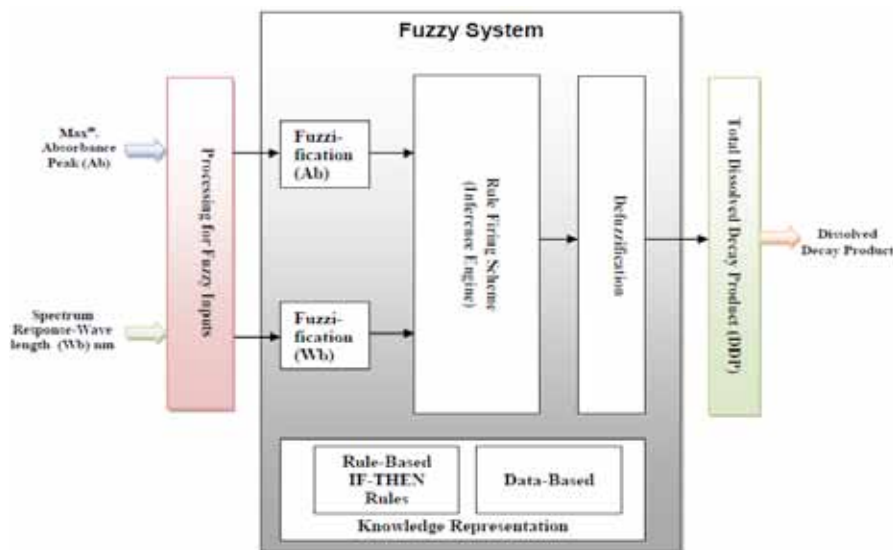 Fuzzy System
Max^m.
Absorbance
Peak (Ab)
Spectrum
Response-Wave
length (Wb) nm
Processing for Fuzzy Inputs
Fuzzi-
fication
(Ab)
Fuzzi-
fication
(Wb)
Rule Firing Scheme
(Inference Engine)
Defuzzification
Total Dissolved Decay Product (DDP)
Dissolved
Decay Product
Rule-Based
IF-THEN
Rules
Data-Based
Knowledge Representation